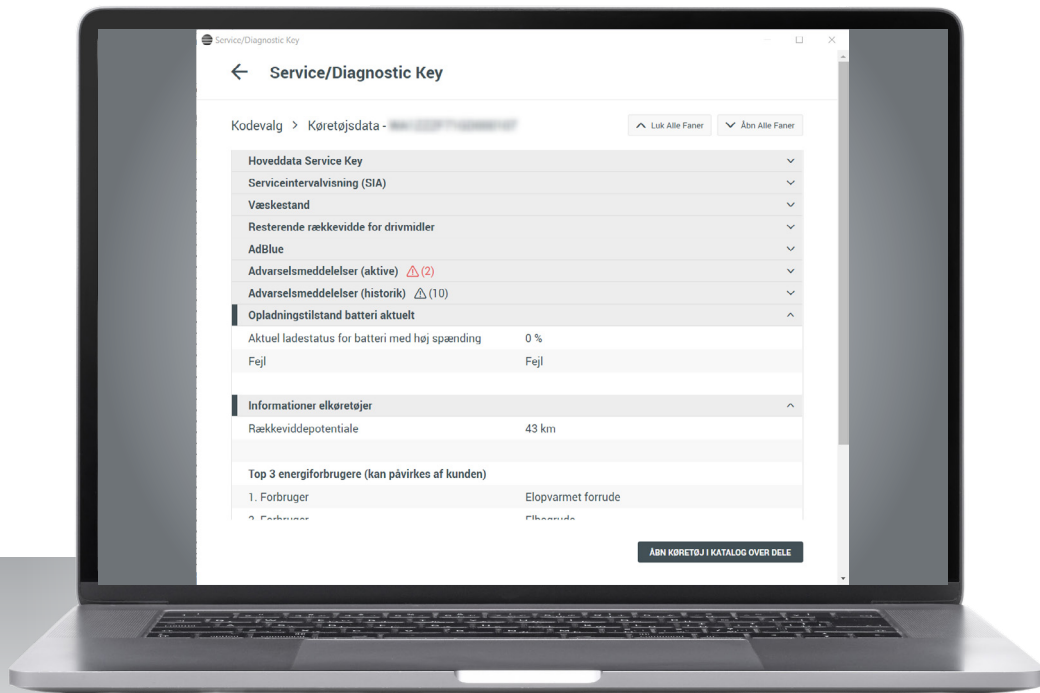 Service/Diagnostic Key
Service/Diagnostic Key
Kodevalg > Køretøjsdata -
Luk Alle Faner
Åbn Alle Faner
Hoveddata Service Key
Serviceintervalvisning (SIA)
Væskestand
Resterende rækkevidde for drivmidler
AdBlue
Advarselsmeddelelser (aktive) (2)
Advarselsmeddelelser (historik) (10)
Opladningstilstand batteri aktuelt
Aktuel ladestatus for batteri med høj spænding 0 %
Fejl Fejl
Informationer elkøretøjer
Rækkeviddepotentiale 43 km
Top 3 energiforbrugere (kan påvirkes af kunden)
1. Forbruger Elopvarmet forrude
2. Forbruger
ÅBN KØRETØJ I KATALOG OVER DELE